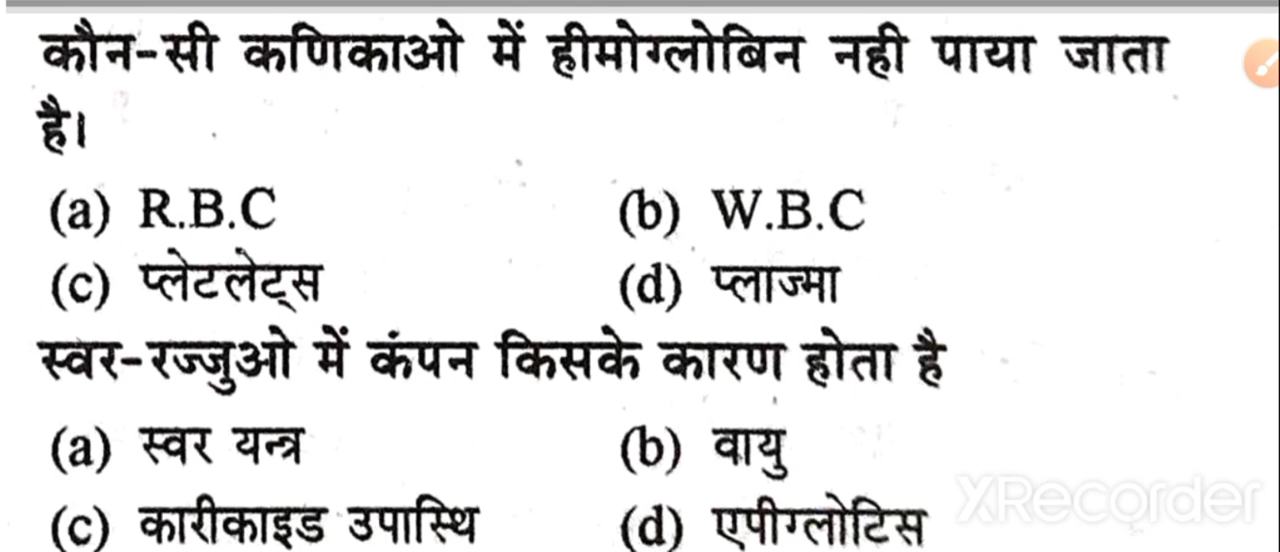 कौन-सी कणिकाओ में हीमोग्लोबिन नही पाया जाता
है।
(a) R.B.C (b) W.B.C
(c) प्लेटलेट्स (d) प्लाज्मा
स्वर-रज्जुओ में कंपन किसके कारण होता है
(a) स्वर यन्त्र (b) वायु
(c) कारीकाइड उपास्थि (d) एपीग्लोटिस
XRecorder